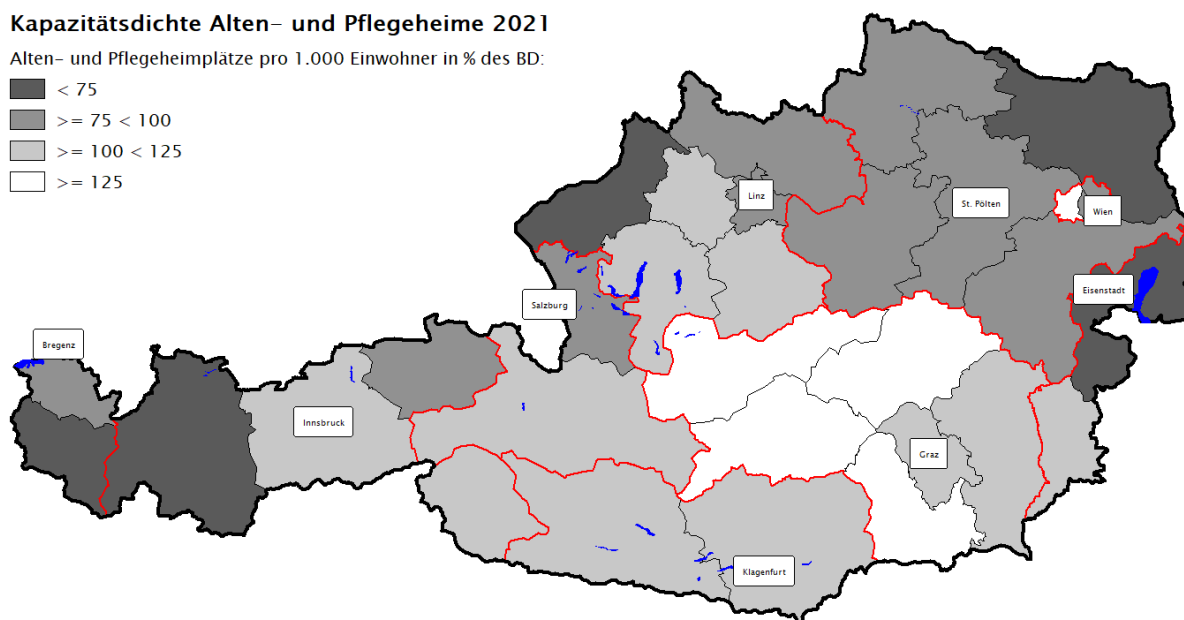 Kapazitätsdichte Alten- und Pflegeheime 2021
Alten- und Pflegeheimplätze pro 1.000 Einwohner in % des BD:
< 75
>= 75 < 100
>= 100 < 125
>= 125
Linz
St. Pölten
Wien
Eisenstadt
Salzburg
Bregenz
Innsbruck
Graz
Klagenfurt